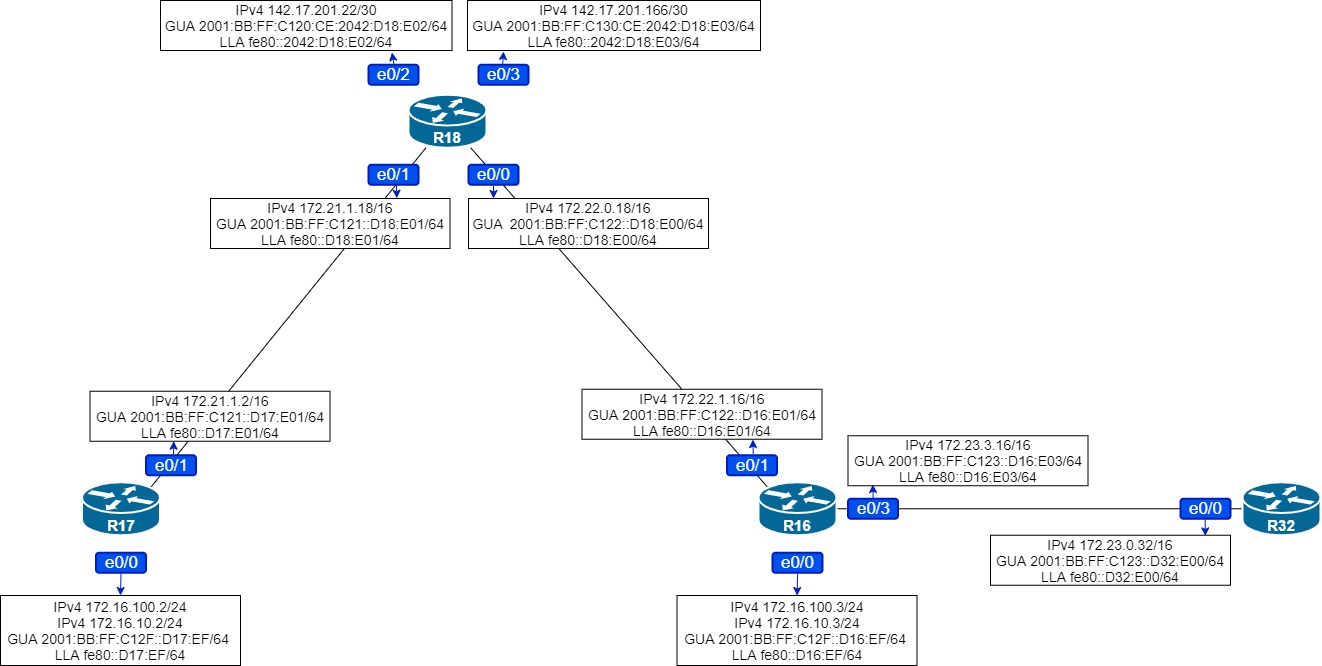 IPv4 142.17.201.22/30
GUA 2001:BB:FF:C120:CE:2042:D18:E02/64
LLA fe80::2042:D18:E02/64
IPv4 142.17.201.166/30
GUA 2001:BB:FF:C130:CE:2042:D18:E03/64
LLA fe80::2042:D18:E03/64
e0/2
e0/3
R18
e0/1
e0/0
IPv4 172.21.1.18/16
GUA 2001:BB:FF:C121::D18:E01/64
LLA fe80::D18:E01/64
IPv4 172.22.0.18/16
GUA 2001:BB:FF:C122::D18:E00/64
LLA fe80::D18:E00/64
IPv4 172.21.1.2/16
GUA 2001:BB:FF:C121::D17:E01/64
LLA fe80::D17:E01/64
IPv4 172.22.1.16/16
GUA 2001:BB:FF:C122::D16:E01/64
LLA fe80::D16:E01/64
IPv4 172.23.3.16/16
GUA 2001:BB:FF:C123::D16:E03/64
LLA fe80::D16:E03/64
e0/1
e0/1
R17
R16
e0/3
e0/0
R32
IPv4 172.23.0.32/16
GUA 2001:BB:FF:C123::D32:E00/64
LLA fe80::D32:E00/64
e0/0
e0/0
IPv4 172.16.100.2/24
IPv4 172.16.10.2/24
GUA 2001:BB:FF:C12F::D17:EF/64
LLA fe80::D17:EF/64
IPv4 172.16.100.3/24
IPv4 172.16.10.3/24
GUA 2001:BB:FF:C12F::D16:EF/64
LLA fe80::D16:EF/64